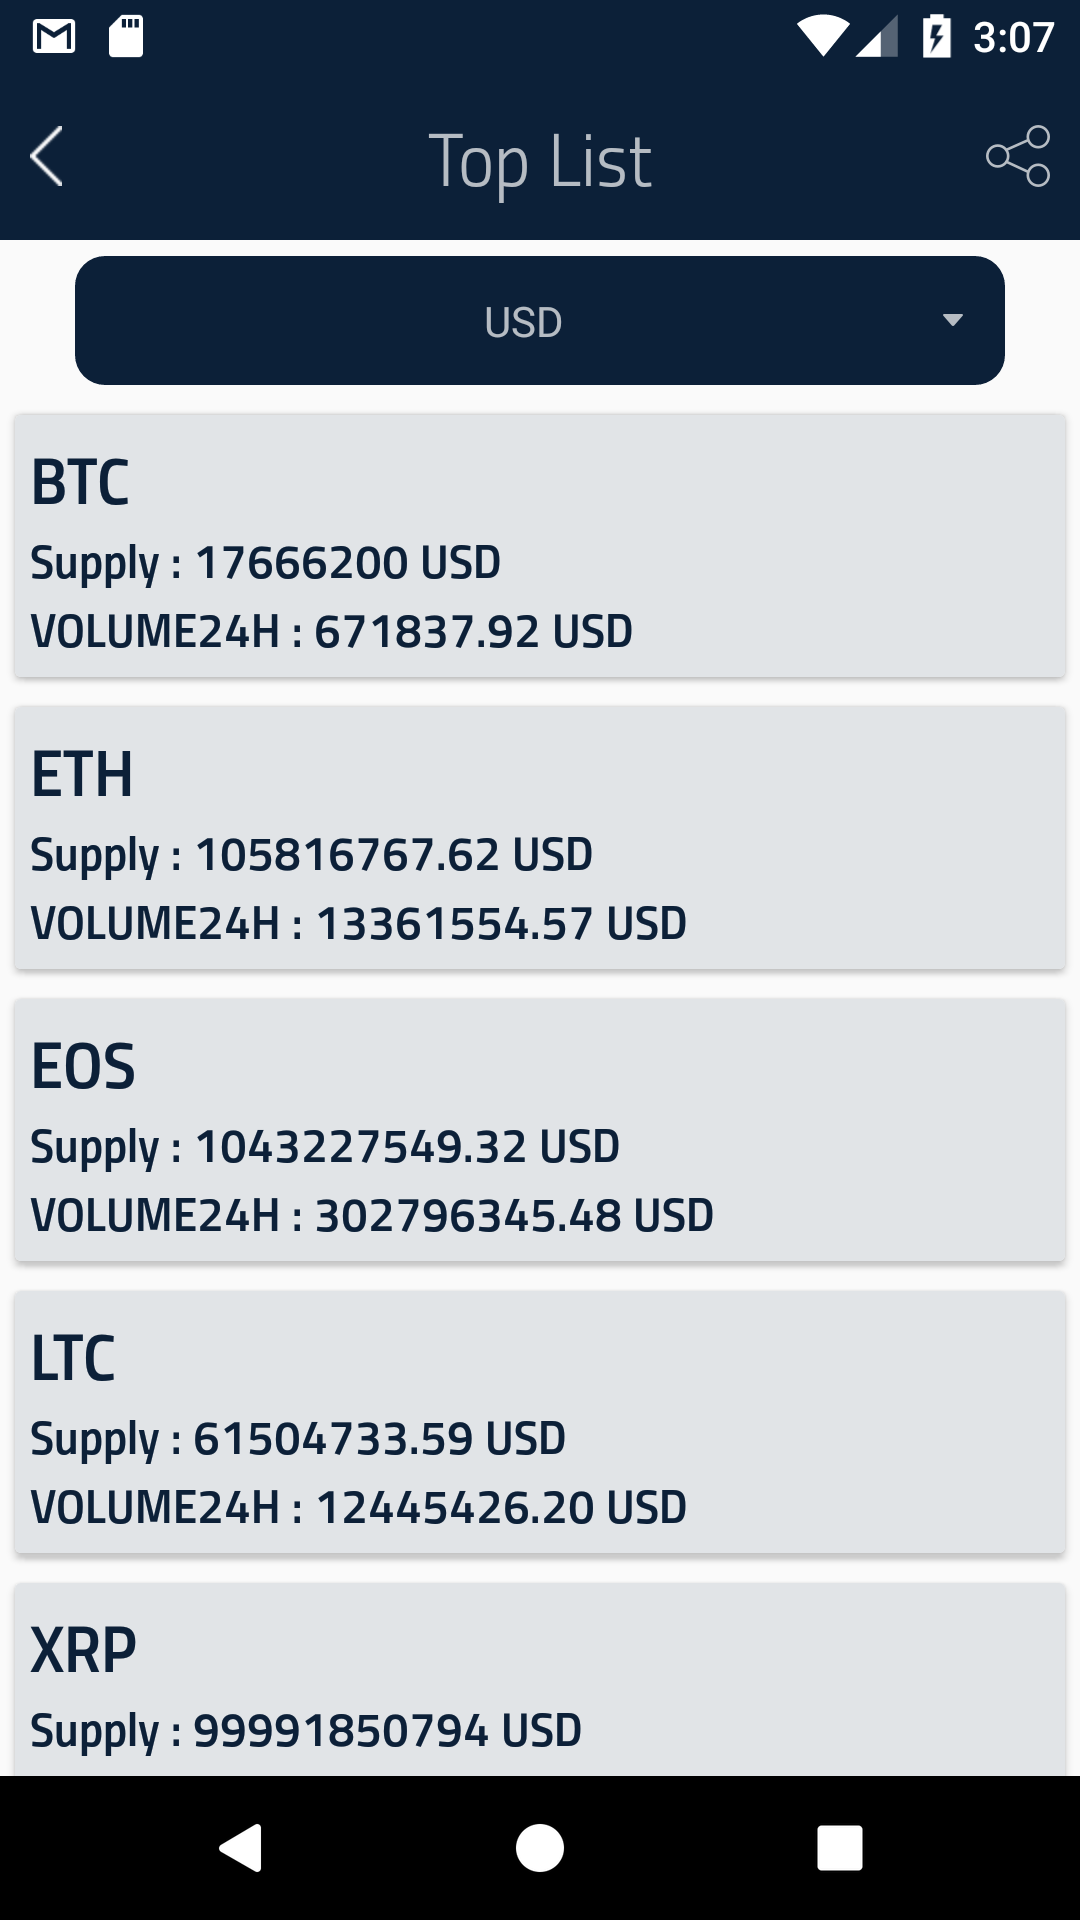 3:07
Top List
USD
BTC
Supply : 17666200 USD
VOLUME24H : 671837.92 USD
ETH
Supply : 105816767.62 USD
VOLUME24H : 13361554.57 USD
EOS
Supply : 1043227549.32 USD
VOLUME24H : 302796345.48 USD
LTC
Supply : 61504733.59 USD
VOLUME24H : 12445426.20 USD
XRP
Supply : 99991850794 USD